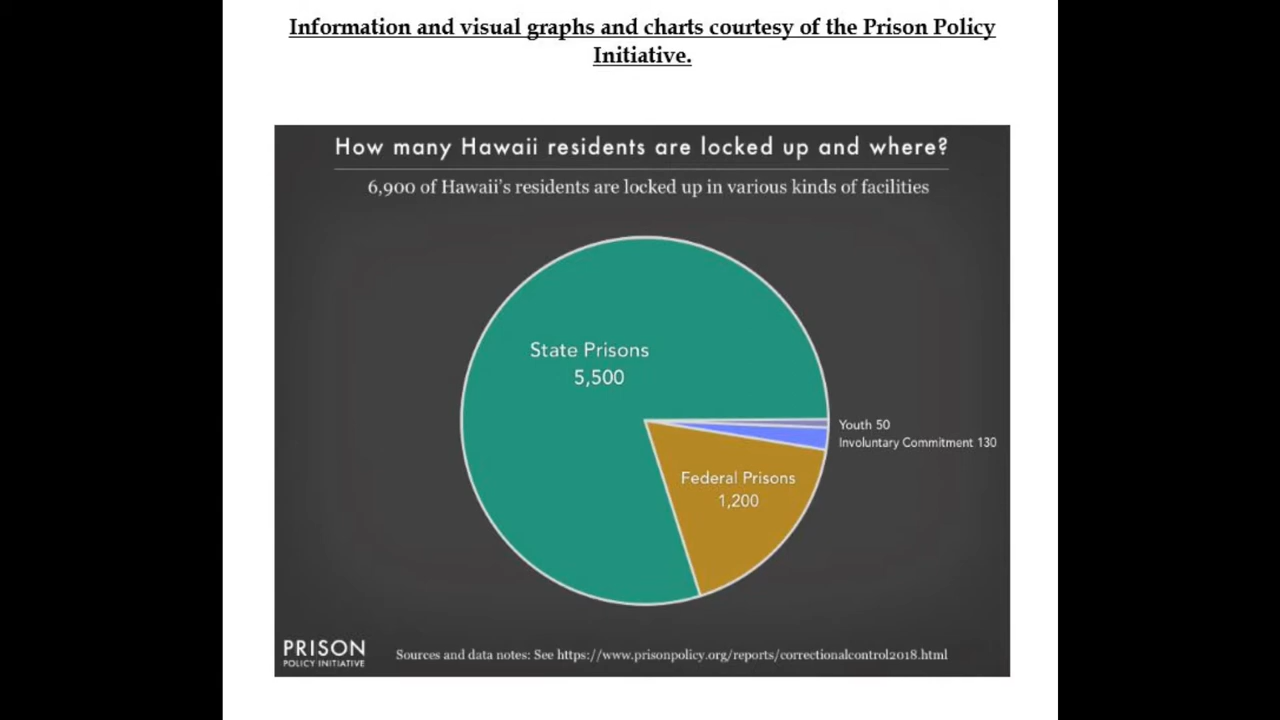 Information and visual graphs and charts courtesy of the Prison Policy
Initiative.
How many Hawaii residents are locked up and where?
6,900 of Hawaii's residents are locked up in various kinds of facilities
State Prisons
5,500
Youth 50
Involuntary Commitment 130
Federal Prisons
1,200
PRISON
POLICY INITIATIVE
Sources and data notes: See https://www.prisonpolicy.org/reports/correctionalcontrol2018.html